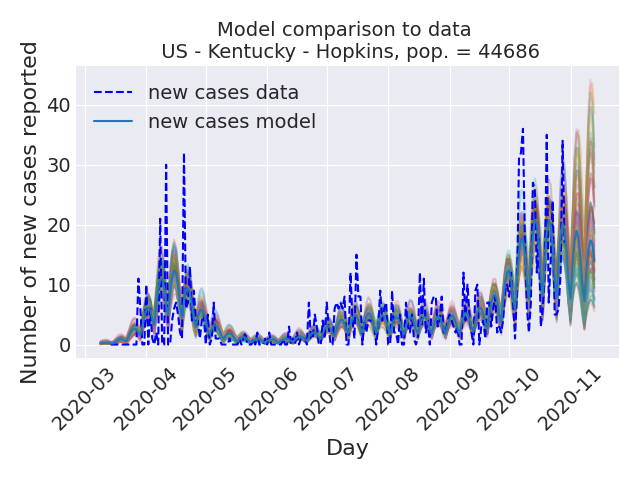 Model comparison to data
US - Kentucky - Hopkins, pop. = 44686
Number of new cases reported
40
30
20
10
0
new cases data
new cases model
2020-03
2020-04
2020-05
2020-06
2020-07
2020-08
2020-09
2020-10
2020-11
Day